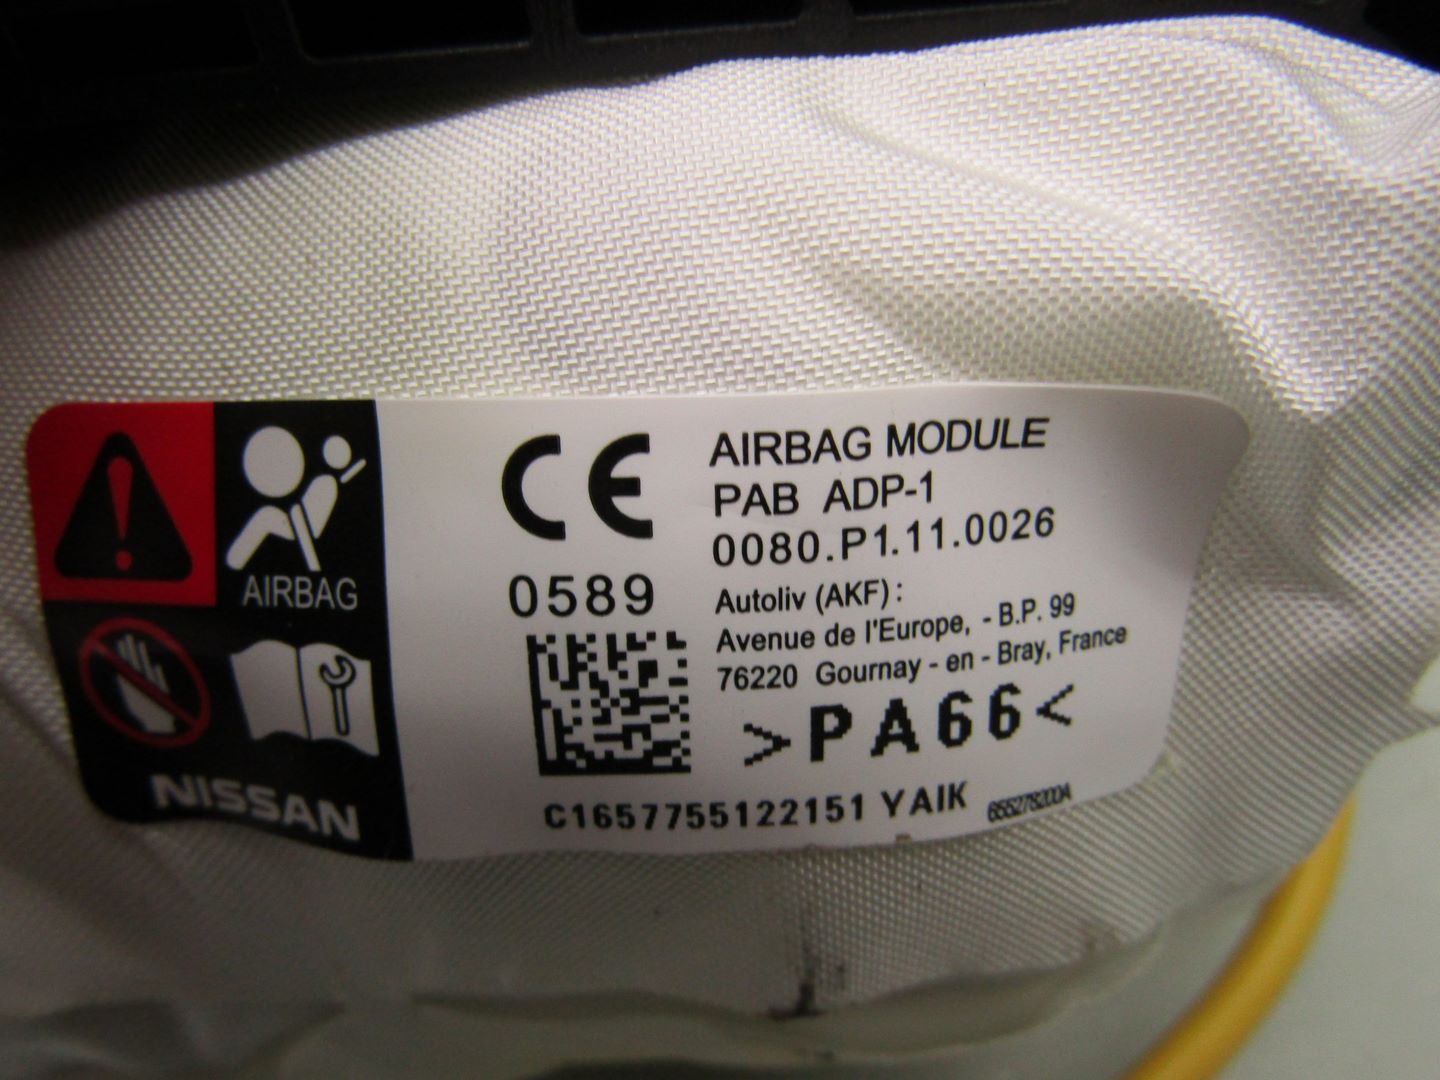 AIRBAG
NISSAN
CE
0589
AIRBAG MODULE
PAB ADP-1
0080.P1.11.0026
Autoliv (AKF) :
Avenue de l'Europe, - B.P. 99
76220 Gournay - en - Bray, France
>PA66<
C1657755122151 YAIK
655278200A